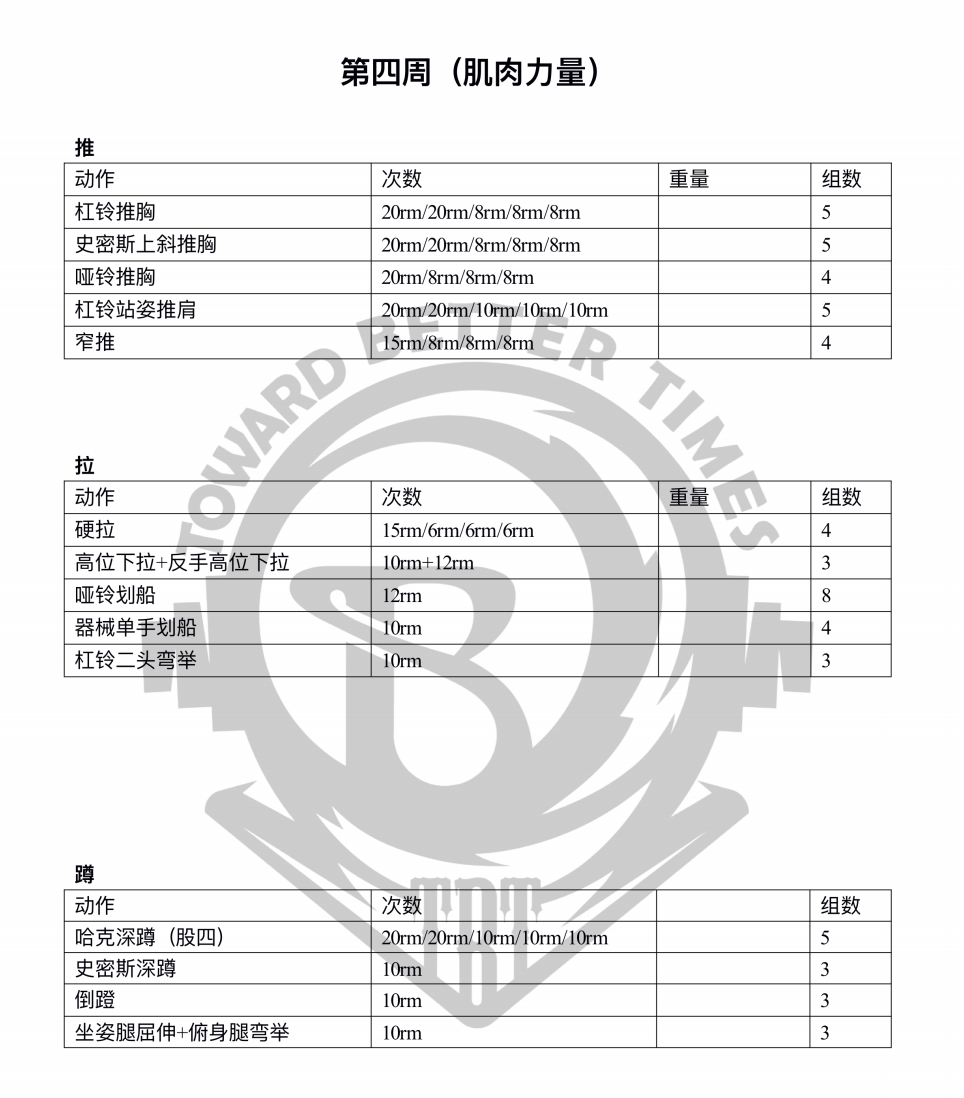 第四周（肌肉力量）
推
动作 次数 重量 组数
杠铃推胸 20rm/20rm/8rm/8rm/8rm 5
史密斯上斜推胸 20rm/20rm/8rm/8rm/8rm 5
哑铃推胸 20rm/8rm/8rm/8rm 4
杠铃站姿推肩 20rm/20rm/10rm/10rm/10rm 5
窄推 15rm/8rm/8rm/8rm 4
TOWARD BETTER TIMES
拉
动作 次数 重量 组数
硬拉 15rm/6rm/6rm/6rm 4
高位下拉+反手高位下拉 10rm+12rm 3
哑铃划船 12rm 8
器械单手划船 10rm 4
杠铃二头弯举 10rm 3
B
蹲
动作 次数 组数
TBT
哈克深蹲（股四） 20rm/20rm/10rm/10rm/10rm 5
史密斯深蹲 10rm 3
倒蹬 10rm 3
坐姿腿屈伸+俯身腿弯举 10rm 3